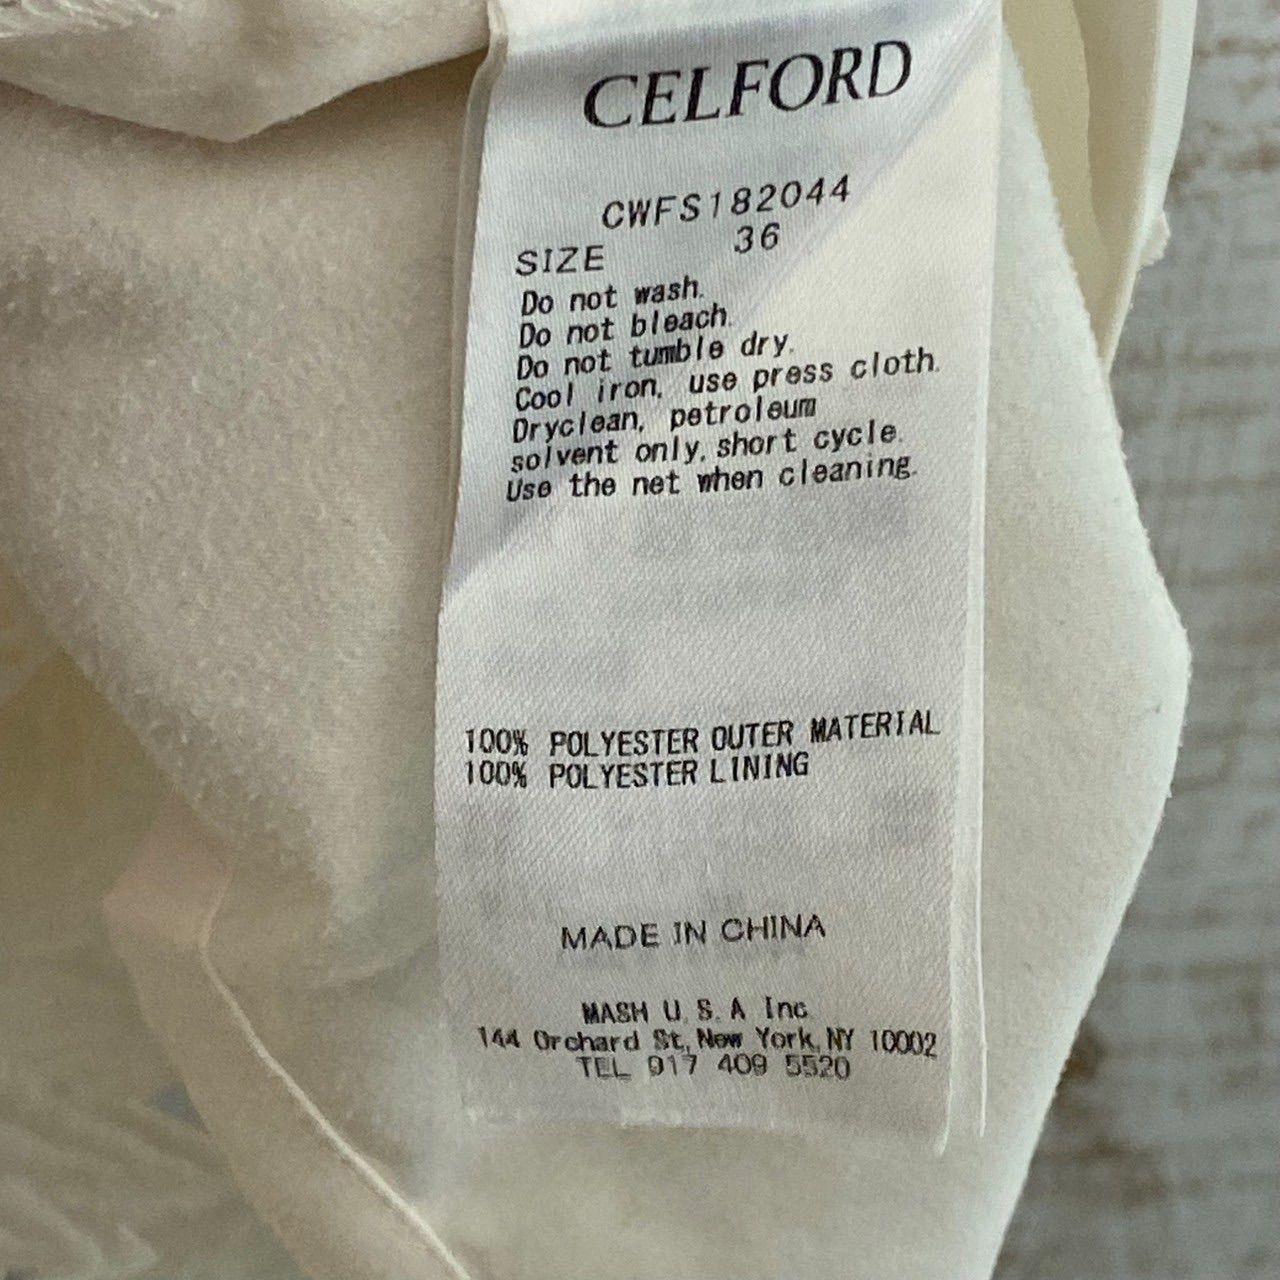 CELFORD
CWFS182044
SIZE 36
Do not wash.
Do not bleach.
Do not tumble dry.
Cool iron, use press cloth.
Dryclean, petroleum
solvent only, short cycle.
Use the net when cleaning.
100% POLYESTER OUTER MATERIAL
100% POLYESTER LINING
MADE IN CHINA
MASH U.S.A Inc.
144 Orchard St, New York, NY 10002
TEL 917 409 5520